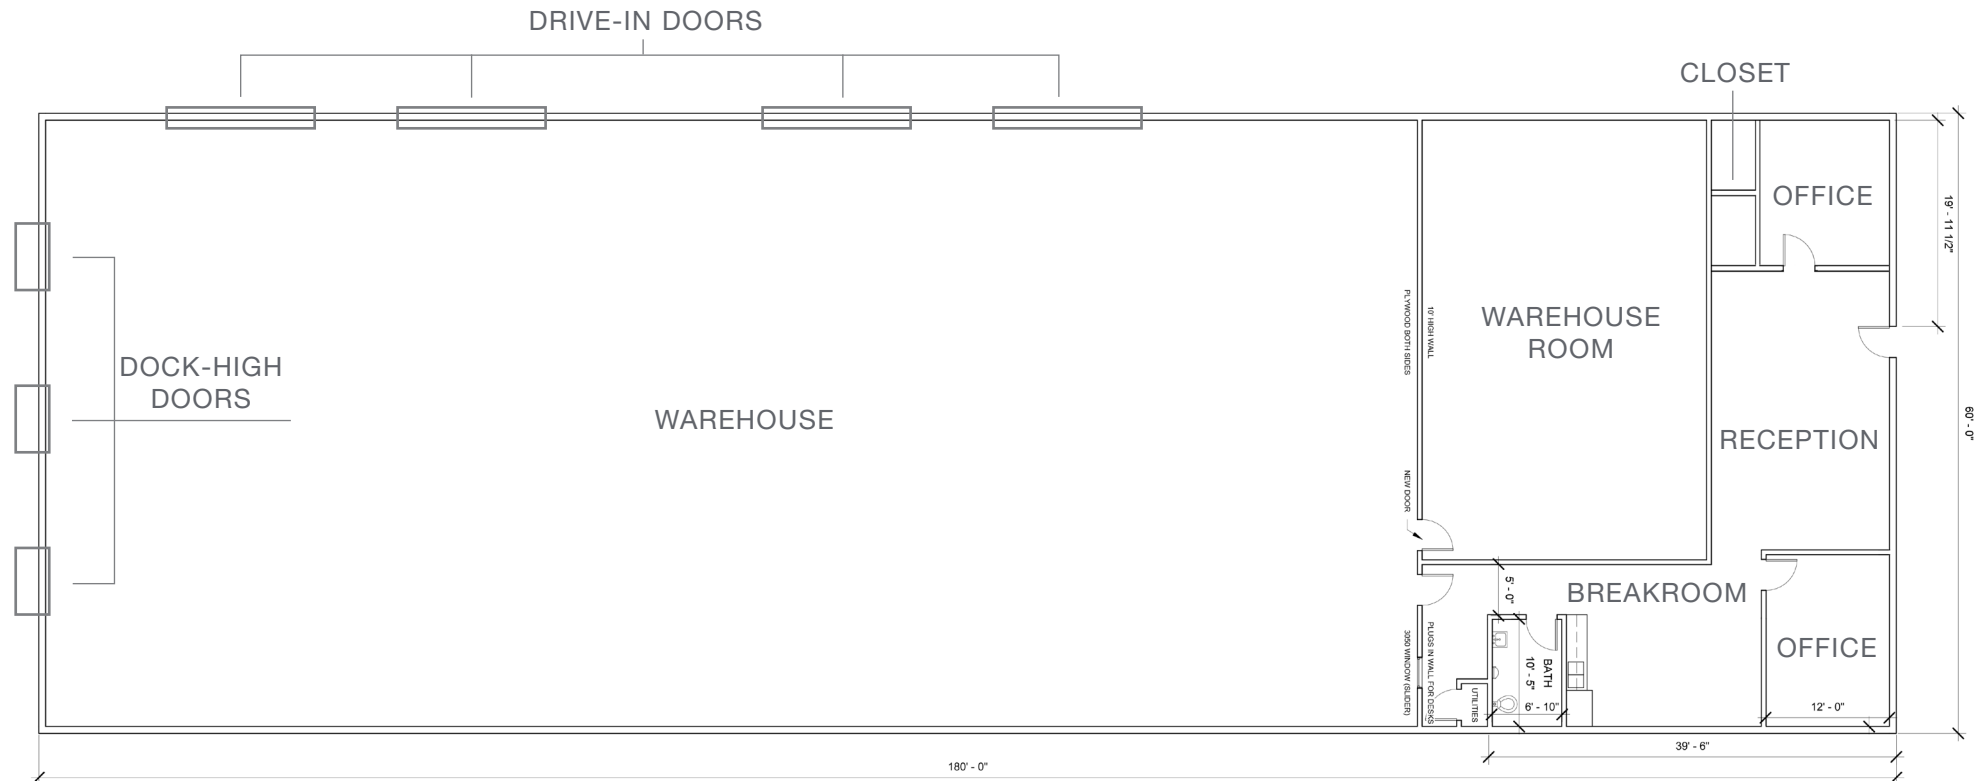 DRIVE-IN DOORS
CLOSET
OFFICE
19' - 11 1/2"
PLYWOOD BOTH SIDES
10' HIGH WALL
WAREHOUSE
ROOM
DOCK-HIGH
DOORS
WAREHOUSE
RECEPTION
60' - 0"
NEW DOOR
5' - 0"
BREAKROOM
3050 WINDOW (SLIDER)
PLUGS IN WALL FOR DESKS
UTILITIES
BATH
10' - 5"
6' - 10"
OFFICE
12' - 0"
39' - 6"
180' - 0"